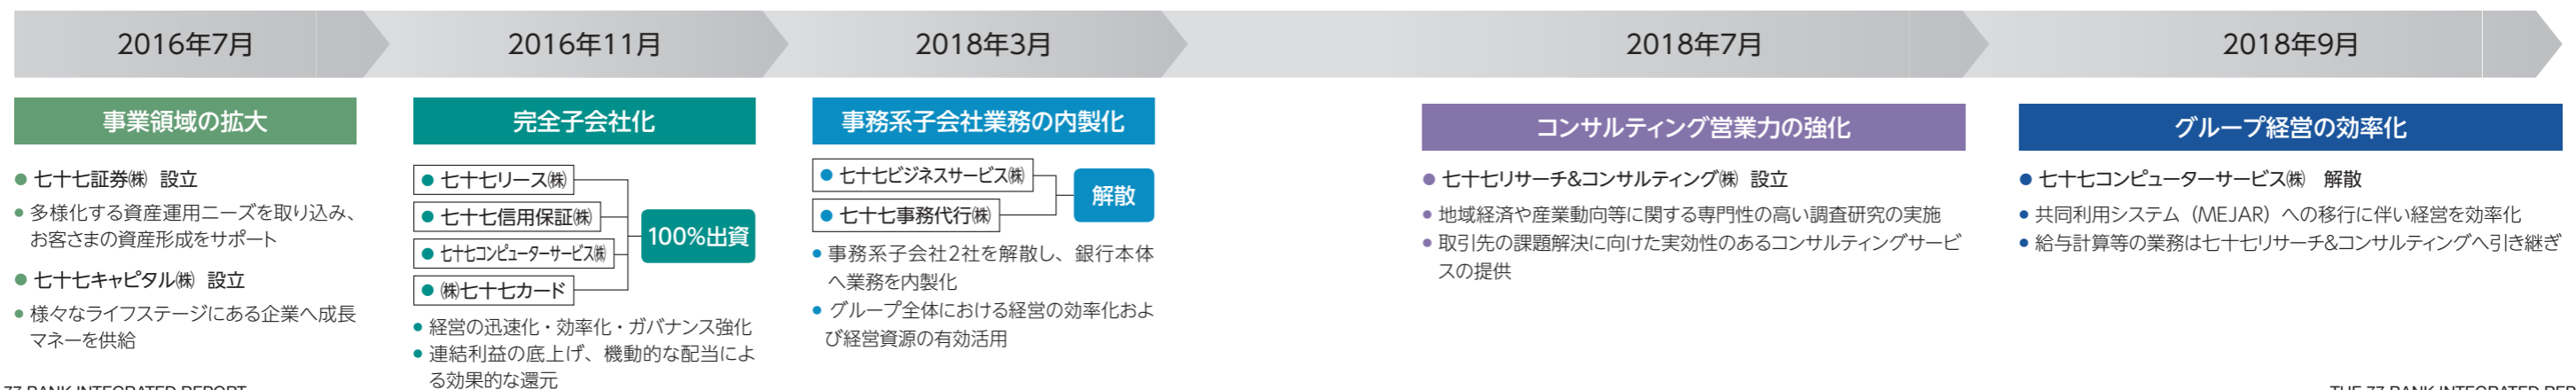 2016年7月
2016年11月
2018年3月
2018年7月
2018年9月
事業領域の拡大
● 七十七証券㈱ 設立
● 多様化する資産運用ニーズを取り込み、
お客さまの資産形成をサポート
● 七十七キャピタル㈱ 設立
● 様々なライフステージにある企業へ成長
マネーを供給
完全子会社化
● 七十七リース㈱
● 七十七信用保証㈱
● 七十七コンピューターサービス㈱
● ㈱七十七カード
100%出資
● 経営の迅速化・効率化・ガバナンス強化
● 連結利益の底上げ、機動的な配当によ
る効果的な還元
事務系子会社業務の内製化
● 七十七ビジネスサービス㈱
● 七十七事務代行㈱
解散
● 事務系子会社2社を解散し、銀行本体
へ業務を内製化
● グループ全体における経営の効率化およ
び経営資源の有効活用
コンサルティング営業力の強化
● 七十七リサーチ&コンサルティング㈱ 設立
● 地域経済や産業動向等に関する専門性の高い調査研究の実施
● 取引先の課題解決に向けた実効性のあるコンサルティングサービ
スの提供
グループ経営の効率化
● 七十七コンピューターサービス㈱ 解散
● 共同利用システム（MEJAR）への移行に伴い経営を効率化
● 給与計算等の業務は七十七リサーチ&コンサルティングへ引き継ぎ
77 BANK INTEGRATED REPORT
THE 77 BANK INTEGRATED REP